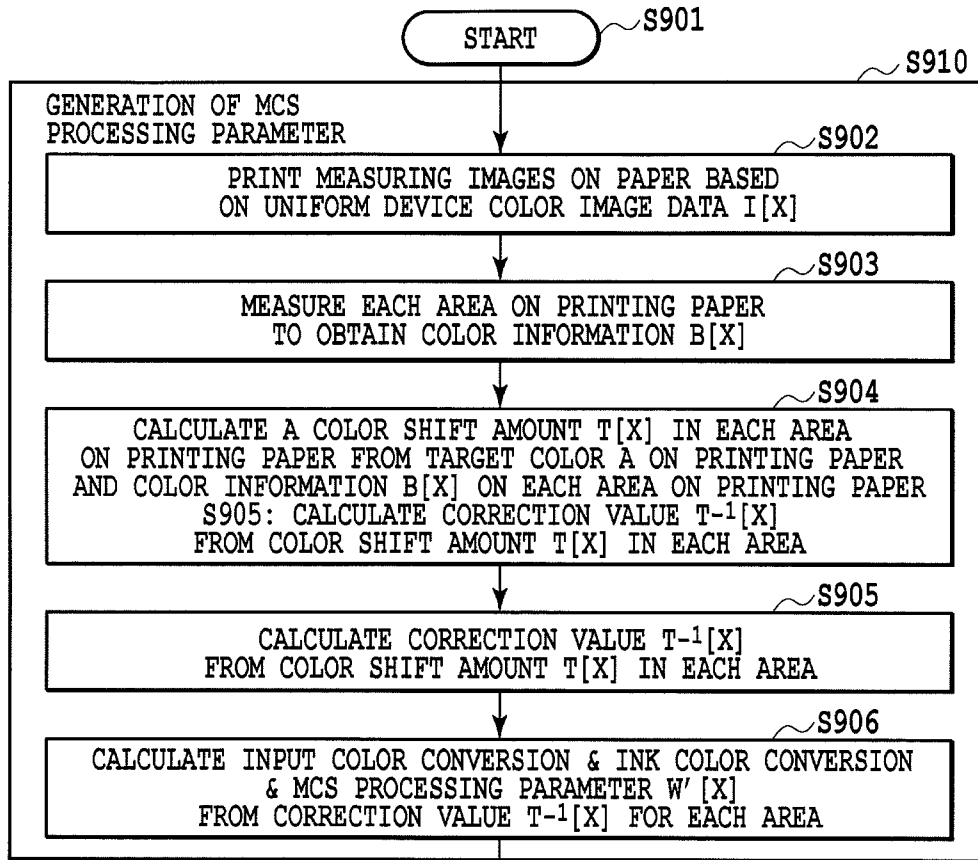 START
S901
S910
GENERATION OF MCS
PROCESSING PARAMETER
S902
PRINT MEASURING IMAGES ON PAPER BASED
ON UNIFORM DEVICE COLOR IMAGE DATA I[X]
S903
MEASURE EACH AREA ON PRINTING PAPER
TO OBTAIN COLOR INFORMATION B[X]
S904
CALCULATE A COLOR SHIFT AMOUNT T[X] IN EACH AREA
ON PRINTING PAPER FROM TARGET COLOR A ON PRINTING PAPER
AND COLOR INFORMATION B[X] ON EACH AREA ON PRINTING PAPER
S905: CALCULATE CORRECTION VALUE T⁻¹[X]
FROM COLOR SHIFT AMOUNT T[X] IN EACH AREA
S905
CALCULATE CORRECTION VALUE T⁻¹[X]
FROM COLOR SHIFT AMOUNT T[X] IN EACH AREA
S906
CALCULATE INPUT COLOR CONVERSION & INK COLOR CONVERSION
& MCS PROCESSING PARAMETER W'[X]
FROM CORRECTION VALUE T⁻¹[X] FOR EACH AREA